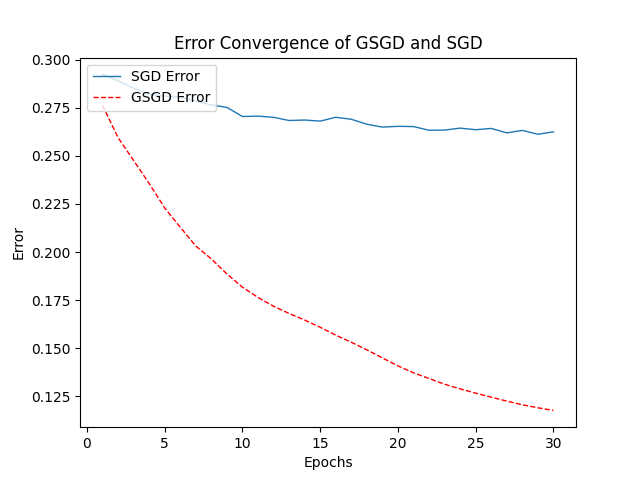 Error Convergence of GSGD and SGD
SGD Error
GSGD Error
Error
0.300
0.275
0.250
0.225
0.200
0.175
0.150
0.125
0 5 10 15 20 25 30
Epochs